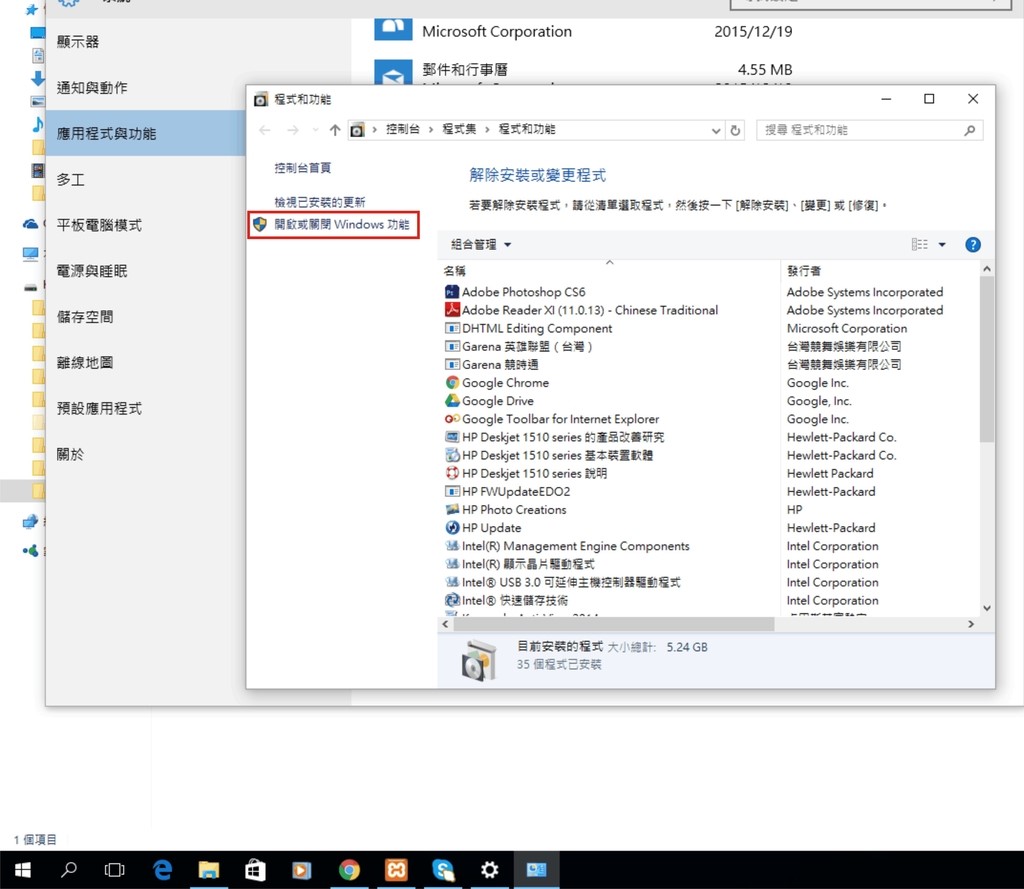 顯示器
通知與動作
應用程式與功能
多工
平板電腦模式
電源與睡眠
儲存空間
離線地圖
預設應用程式
關於
Microsoft Corporation 2015/12/19
郵件和行事曆 4.55 MB
程式和功能
控制台 > 程式集 > 程式和功能
搜尋 程式和功能
控制台首頁
檢視已安裝的更新
開啟或關閉 Windows 功能
解除安裝或變更程式
若要解除安裝程式，請從清單選取程式，然後按一下 [解除安裝]、[變更] 或 [修復]。
組合管理
名稱 發行者
Adobe Photoshop CS6 Adobe Systems Incorporated
Adobe Reader XI (11.0.13) - Chinese Traditional Adobe Systems Incorporated
DHTML Editing Component Microsoft Corporation
Garena 英雄聯盟 ( 台灣 ) 台灣競舞娛樂有限公司
Garena 競時通 台灣競舞娛樂有限公司
Google Chrome Google Inc.
Google Drive Google, Inc.
Google Toolbar for Internet Explorer Google Inc.
HP Deskjet 1510 series 的產品改善研究 Hewlett-Packard Co.
HP Deskjet 1510 series 基本裝置軟體 Hewlett-Packard Co.
HP Deskjet 1510 series 說明 Hewlett Packard
HP FWUpdateEDO2 Hewlett-Packard
HP Photo Creations HP
HP Update Hewlett-Packard
Intel(R) Management Engine Components Intel Corporation
Intel(R) 顯示晶片驅動程式 Intel Corporation
Intel® USB 3.0 可延伸主機控制器驅動程式 Intel Corporation
Intel® 快速儲存技術 Intel Corporation
目前安裝的程式 大小總計: 5.24 GB
35 個程式已安裝
1 個項目